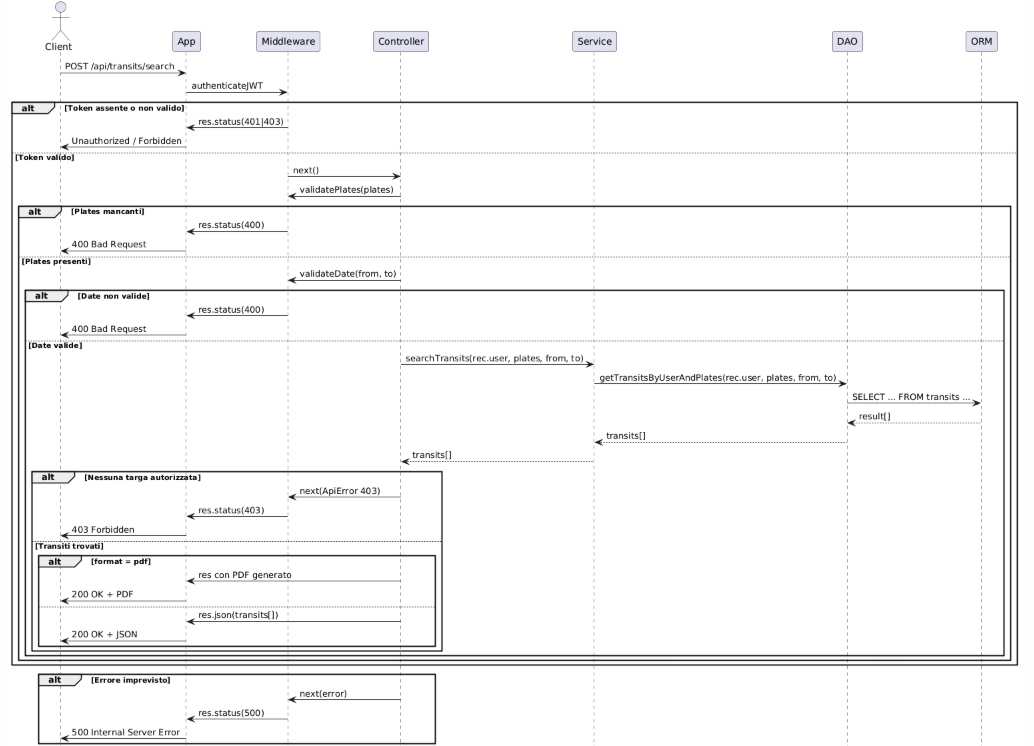 Client
App
Middleware
Controller
Service
DAO
ORM
POST /api/transits/search
authenticateJWT
alt
[Token assente o non valido]
res.status(401|403)
Unauthorized / Forbidden
[Token valido]
next()
validatePlates(plates)
alt
[Plates mancanti]
res.status(400)
400 Bad Request
[Plates presenti]
validateDate(from, to)
alt
[Date non valide]
res.status(400)
400 Bad Request
[Date valide]
searchTransits(rec.user, plates, from, to)
getTransitsByUserAndPlates(rec.user, plates, from, to)
SELECT ... FROM transits ...
result[]
transits[]
transits[]
alt
[Nessuna targa autorizzata]
next(ApiError 403)
res.status(403)
403 Forbidden
[Transiti trovati]
alt
[format = pdf]
res con PDF generato
200 OK + PDF
res.json(transits[])
200 OK + JSON
alt
[Errore imprevisto]
next(error)
res.status(500)
500 Internal Server Error